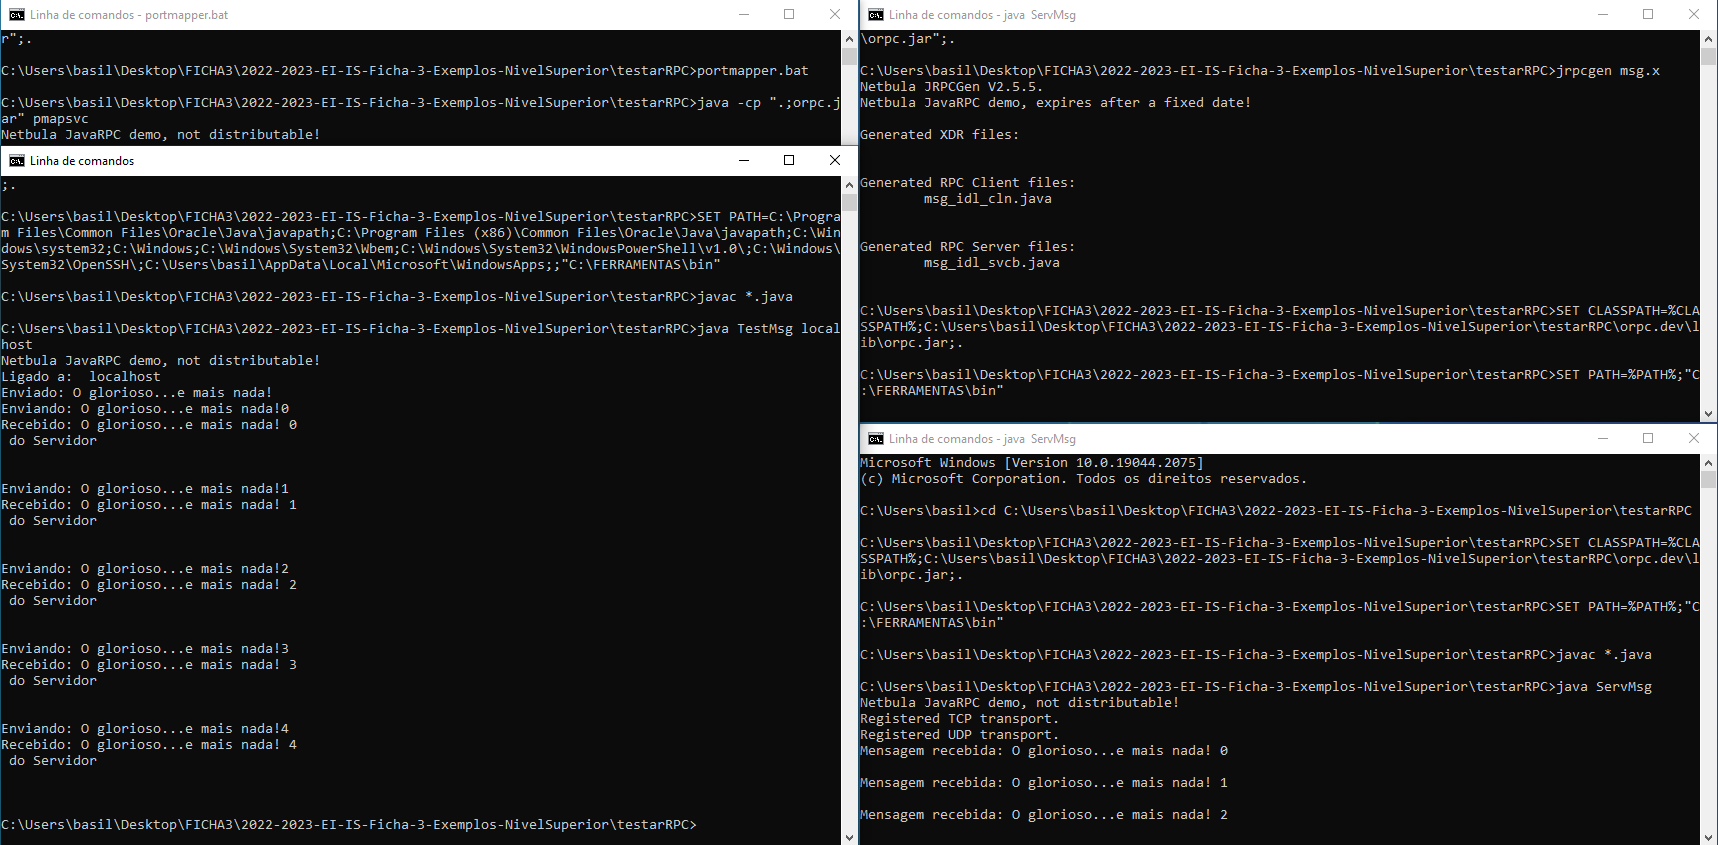 Linha de comandos - portmapper.bat
r";.
C:\Users\basil\Desktop\FICHA3\2022-2023-EI-IS-Ficha-3-Exemplos-NivelSuperior\testarRPC>portmapper.bat
C:\Users\basil\Desktop\FICHA3\2022-2023-EI-IS-Ficha-3-Exemplos-NivelSuperior\testarRPC>java -cp ".;orpc.j
ar" pmapsvc
Netbula JavaRPC demo, not distributable!
Linha de comandos
;.
C:\Users\basil\Desktop\FICHA3\2022-2023-EI-IS-Ficha-3-Exemplos-NivelSuperior\testarRPC>SET PATH=C:\Progra
m Files\Common Files\Oracle\Java\javapath;C:\Program Files (x86)\Common Files\Oracle\Java\javapath;C:\Win
dows\system32;C:\Windows;C:\Windows\System32\Wbem;C:\Windows\System32\WindowsPowerShell\v1.0\;C:\Windows\
System32\OpenSSH\;C:\Users\basil\AppData\Local\Microsoft\WindowsApps;;"C:\FERRAMENTAS\bin"
C:\Users\basil\Desktop\FICHA3\2022-2023-EI-IS-Ficha-3-Exemplos-NivelSuperior\testarRPC>javac *.java
C:\Users\basil\Desktop\FICHA3\2022-2023-EI-IS-Ficha-3-Exemplos-NivelSuperior\testarRPC>java TestMsg local
host
Netbula JavaRPC demo, not distributable!
Ligado a:  localhost
Enviado: O glorioso...e mais nada!
Enviando: O glorioso...e mais nada!0
Recebido: O glorioso...e mais nada! 0
do Servidor
Enviando: O glorioso...e mais nada!1
Recebido: O glorioso...e mais nada! 1
do Servidor
Enviando: O glorioso...e mais nada!2
Recebido: O glorioso...e mais nada! 2
do Servidor
Enviando: O glorioso...e mais nada!3
Recebido: O glorioso...e mais nada! 3
do Servidor
Enviando: O glorioso...e mais nada!4
Recebido: O glorioso...e mais nada! 4
do Servidor
C:\Users\basil\Desktop\FICHA3\2022-2023-EI-IS-Ficha-3-Exemplos-NivelSuperior\testarRPC>
Linha de comandos - java  ServMsg
\orpc.jar";.
C:\Users\basil\Desktop\FICHA3\2022-2023-EI-IS-Ficha-3-Exemplos-NivelSuperior\testarRPC>jrpcgen msg.x
Netbula JRPCGen V2.5.5.
Netbula JavaRPC demo, expires after a fixed date!
Generated XDR files:
Generated RPC Client files:
msg_idl_cln.java
Generated RPC Server files:
msg_idl_svcb.java
C:\Users\basil\Desktop\FICHA3\2022-2023-EI-IS-Ficha-3-Exemplos-NivelSuperior\testarRPC>SET CLASSPATH=%CLA
SSPATH%;C:\Users\basil\Desktop\FICHA3\2022-2023-EI-IS-Ficha-3-Exemplos-NivelSuperior\testarRPC\orpc.dev\l
ib\orpc.jar;.
C:\Users\basil\Desktop\FICHA3\2022-2023-EI-IS-Ficha-3-Exemplos-NivelSuperior\testarRPC>SET PATH=%PATH%;"C
:\FERRAMENTAS\bin"
Linha de comandos - java  ServMsg
Microsoft Windows [Version 10.0.19044.2075]
(c) Microsoft Corporation. Todos os direitos reservados.
C:\Users\basil>cd C:\Users\basil\Desktop\FICHA3\2022-2023-EI-IS-Ficha-3-Exemplos-NivelSuperior\testarRPC
C:\Users\basil\Desktop\FICHA3\2022-2023-EI-IS-Ficha-3-Exemplos-NivelSuperior\testarRPC>SET CLASSPATH=%CLA
SSPATH%;C:\Users\basil\Desktop\FICHA3\2022-2023-EI-IS-Ficha-3-Exemplos-NivelSuperior\testarRPC\orpc.dev\l
ib\orpc.jar;.
C:\Users\basil\Desktop\FICHA3\2022-2023-EI-IS-Ficha-3-Exemplos-NivelSuperior\testarRPC>SET PATH=%PATH%;"C
:\FERRAMENTAS\bin"
C:\Users\basil\Desktop\FICHA3\2022-2023-EI-IS-Ficha-3-Exemplos-NivelSuperior\testarRPC>javac *.java
C:\Users\basil\Desktop\FICHA3\2022-2023-EI-IS-Ficha-3-Exemplos-NivelSuperior\testarRPC>java ServMsg
Netbula JavaRPC demo, not distributable!
Registered TCP transport.
Registered UDP transport.
Mensagem recebida: O glorioso...e mais nada! 0
Mensagem recebida: O glorioso...e mais nada! 1
Mensagem recebida: O glorioso...e mais nada! 2